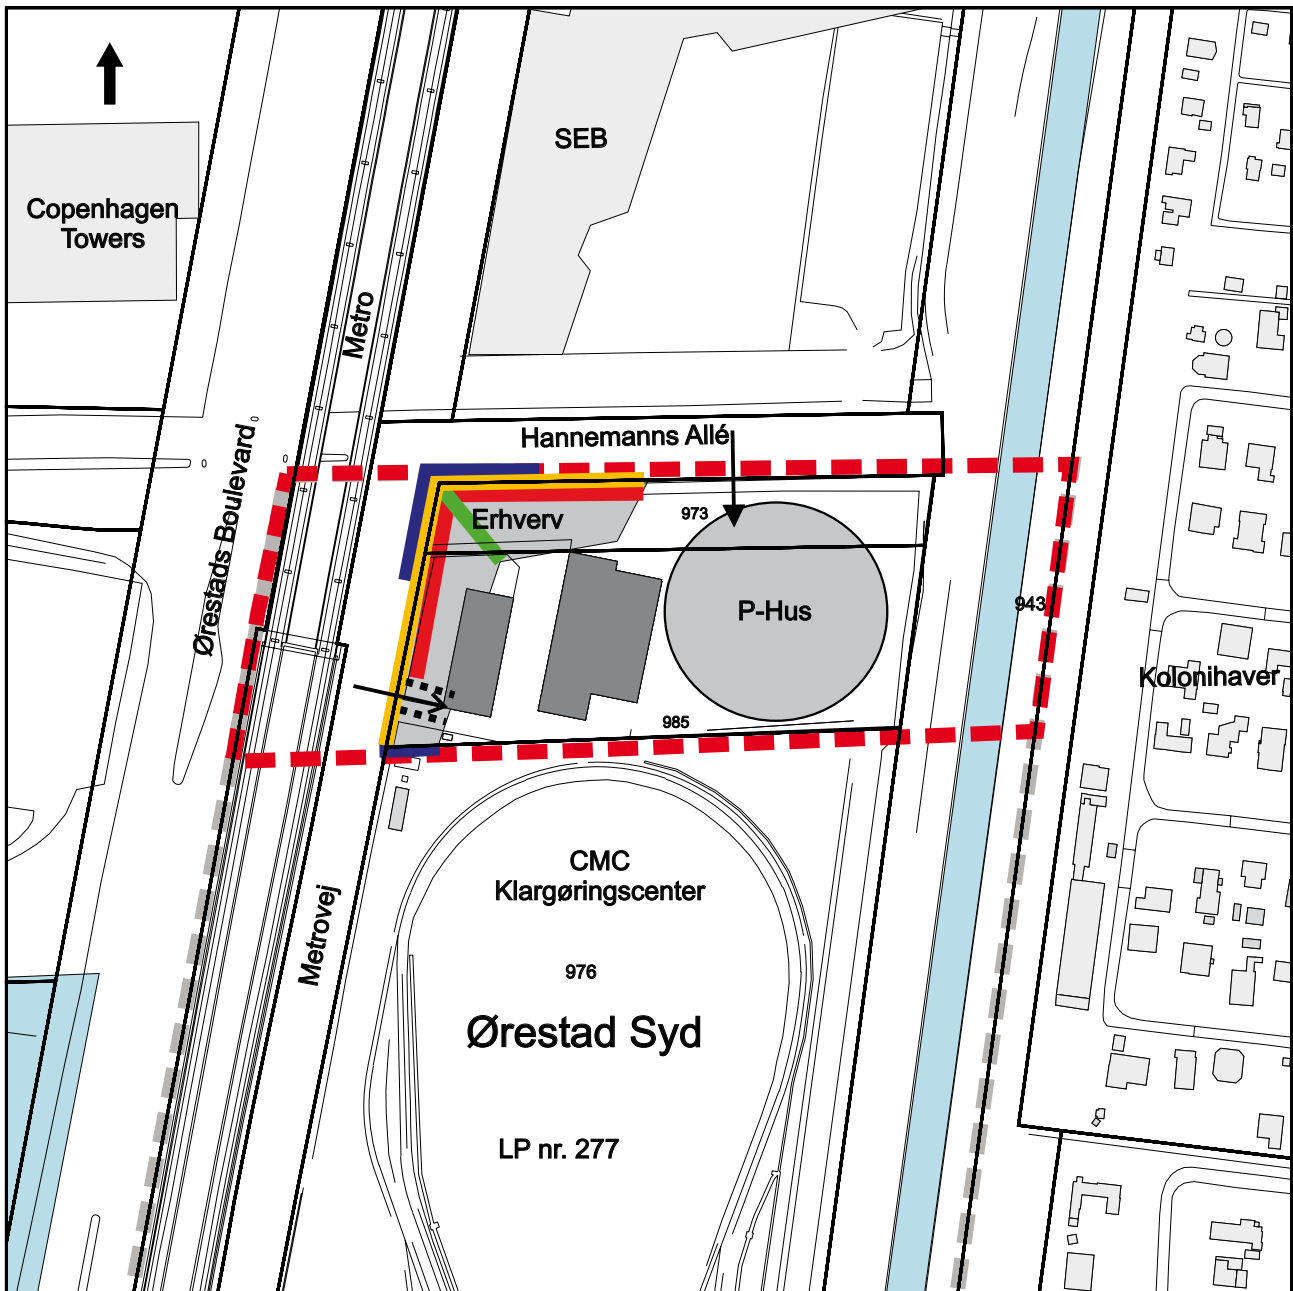 SEB
Copenhagen
Towers
Metro
Hannemanns Allé
Ørestads Boulevard
Erhverv
973
P-Hus
943
Kolonihaver
985
CMC
Klargøringscenter
Metrovej
976
Ørestad Syd
LP nr. 277